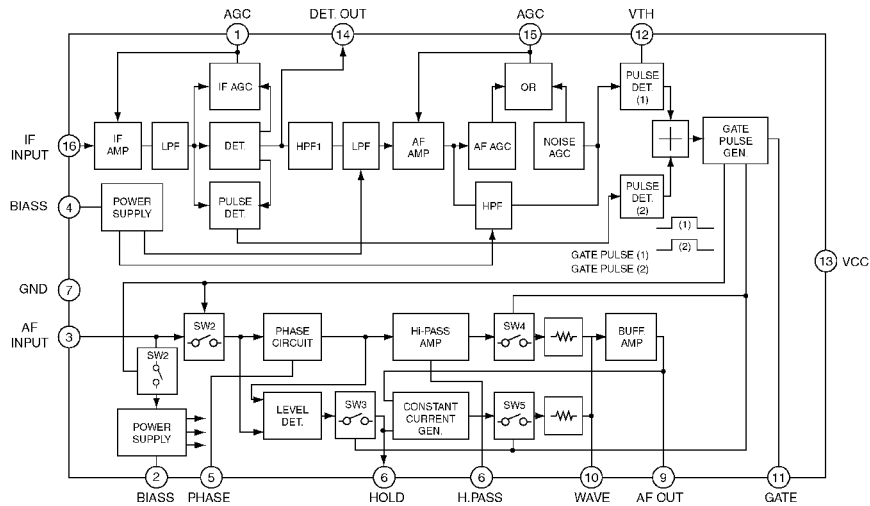 AGC
DET. OUT
AGC
VTH
1
14
15
12
IF AGC
OR
PULSE
DET.
(1)
IF
INPUT
16
IF
AMP
LPF
DET.
HPF1
LPF
AF
AMP
AF AGC
NOISE
AGC
GATE
PULSE
GEN.
BIASS
4
POWER
SUPPLY
PULSE
DET.
HPF
PULSE
DET.
(2)
(1)
(2)
GATE PULSE (1)
GATE PULSE (2)
13
VCC
GND
7
AF
INPUT
3
SW2
PHASE
CIRCUIT
Hi-PASS
AMP
SW4
BUFF.
AMP
SW2
POWER
SUPPLY
LEVEL
DET.
SW3
CONSTANT
CURRENT
GEN.
SW5
2
5
6
6
10
9
11
BIASS
PHASE
HOLD
H.PASS
WAVE
AF OUT
GATE